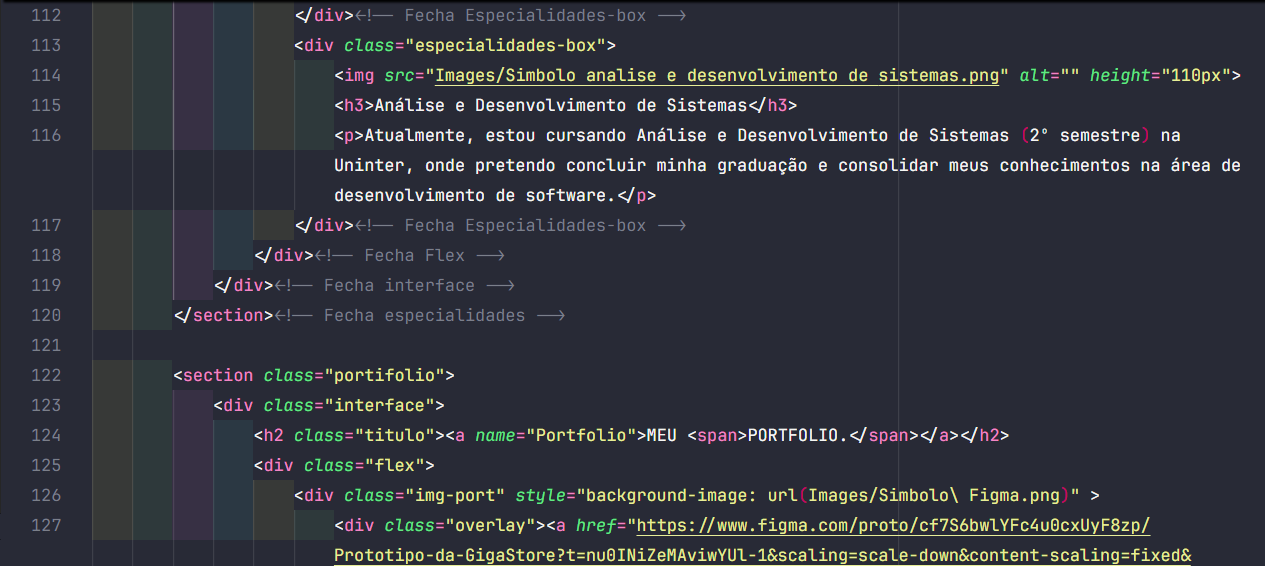 112 </div><!-- Fecha Especialidades-box -->
113 <div class="especialidades-box">
114 <img src="Images/Simbolo analise e desenvolvimento de sistemas.png" alt="" height="110px">
115 <h3>Análise e Desenvolvimento de Sistemas</h3>
116 <p>Atualmente, estou cursando Análise e Desenvolvimento de Sistemas (2º semestre) na
Uninter, onde pretendo concluir minha graduação e consolidar meus conhecimentos na área de
desenvolvimento de software.</p>
117 </div><!-- Fecha Especialidades-box -->
118 </div><!-- Fecha Flex -->
119 </div><!-- Fecha interface -->
120 </section><!-- Fecha especialidades -->
121
122 <section class="portifolio">
123 <div class="interface">
124 <h2 class="titulo"><a name="Portfolio">MEU <span>PORTFOLIO.</span></a></h2>
125 <div class="flex">
126 <div class="img-port" style="background-image: url(Images/Simbolo\ Figma.png)" >
127 <div class="overlay"><a href="https://www.figma.com/proto/cf7S6bwlYFc4u0cxUyF8zp/
Prototipo-da-GigaStore?t=nu0INiZeMAviwYUl-1&scaling=scale-down&content-scaling=fixed&